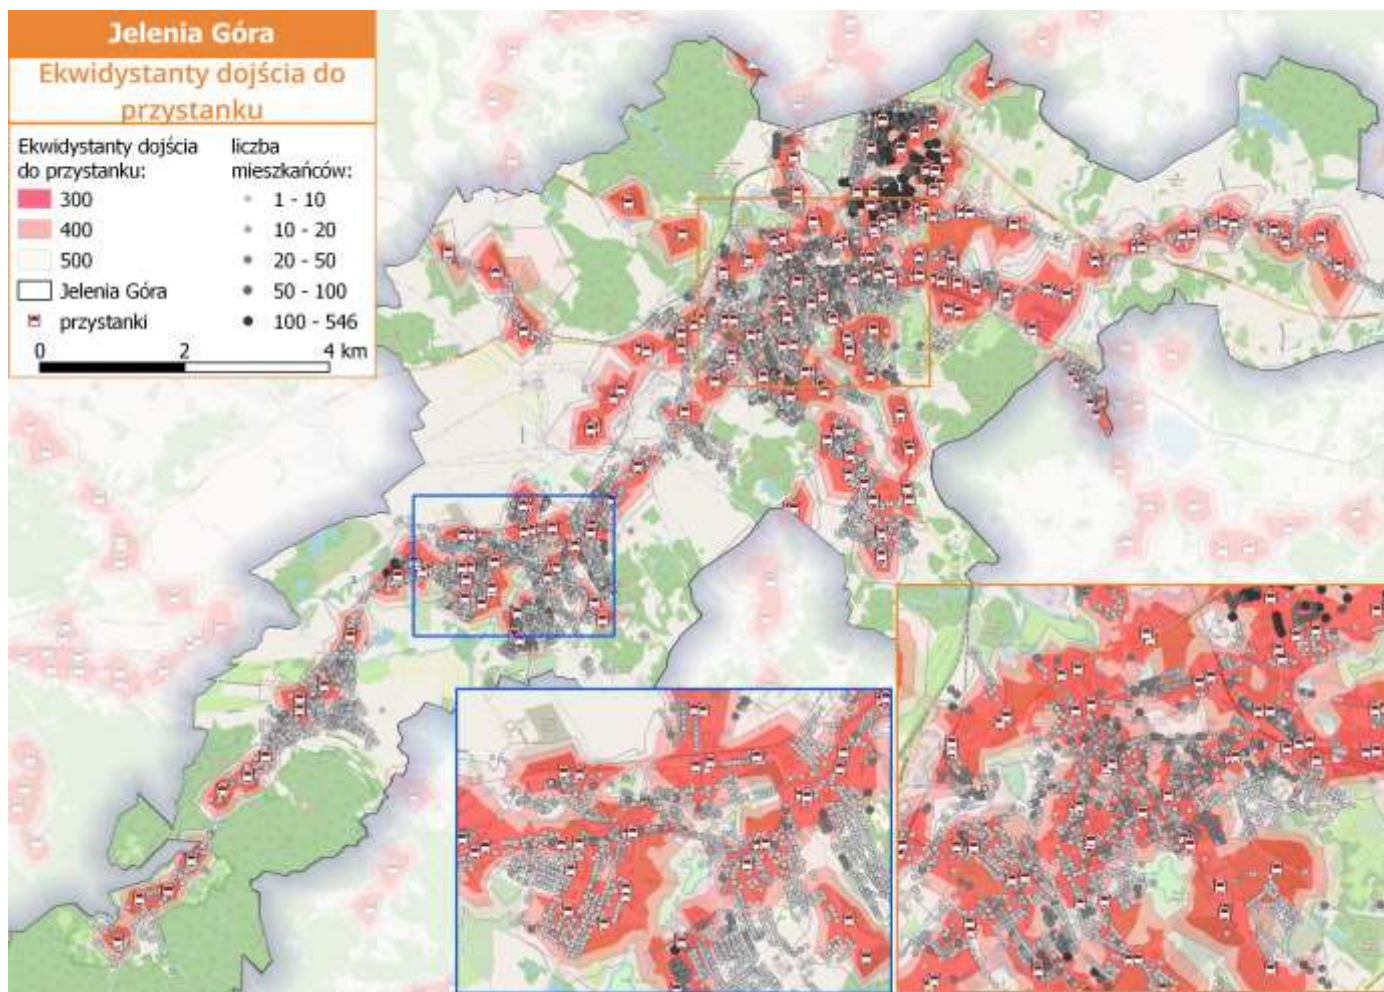 Jelenia Góra
Ekwidystanty dojścia do
przystanku
Ekwidystanty dojścia
do przystanku:
300
400
500
Jelenia Góra
przystanki
liczba
mieszkańców:
1 - 10
10 - 20
20 - 50
50 - 100
100 - 546
0 2 4 km